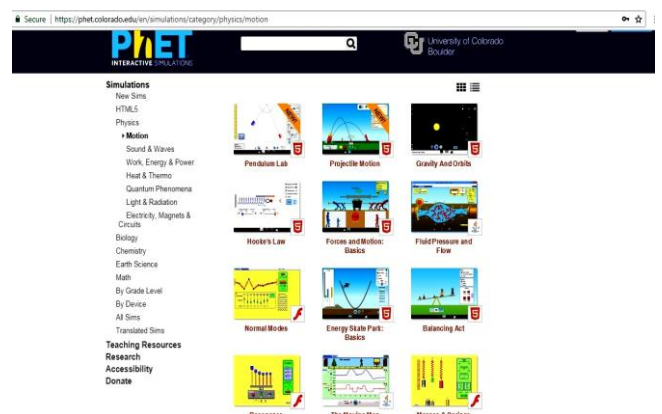 Secure | https://phet.colorado.edu/en/simulations/category/physics/motion
PhET
INTERACTIVE SIMULATIONS
University of Colorado
Boulder
Simulations
New Sims
HTML5
Physics
Motion
Sound & Waves
Work, Energy & Power
Heat & Thermo
Quantum Phenomena
Light & Radiation
Electricity, Magnets &
Circuits
Biology
Chemistry
Earth Science
Math
By Grade Level
By Device
All Sims
Translated Sims
Teaching Resources
Research
Accessibility
Donate
NEW!
NEW!
Pendulum Lab
Projectile Motion
Gravity And Orbits
Hooke's Law
Forces and Motion:
Basics
Fluid Pressure and
Flow
Normal Modes
Energy Skate Park:
Basics
Balancing Act